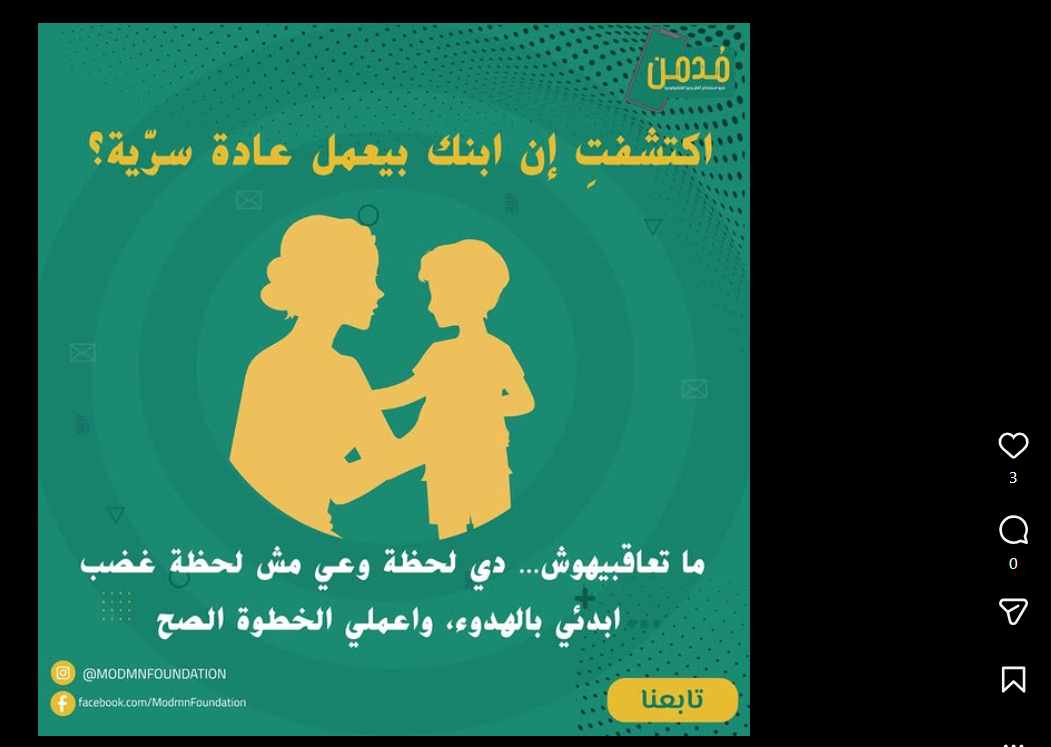 مُدمن
اكتشفتِ إن ابنك بيعمل عادة سرّية؟
ما تعاقبيهوش... دي لحظة وعي مش لحظة غضب
ابدئي بالهدوء، واعملي الخطوة الصح
@MODMNFOUNDATION
facebook.com/ModmnFoundation
تابعنا
3
0